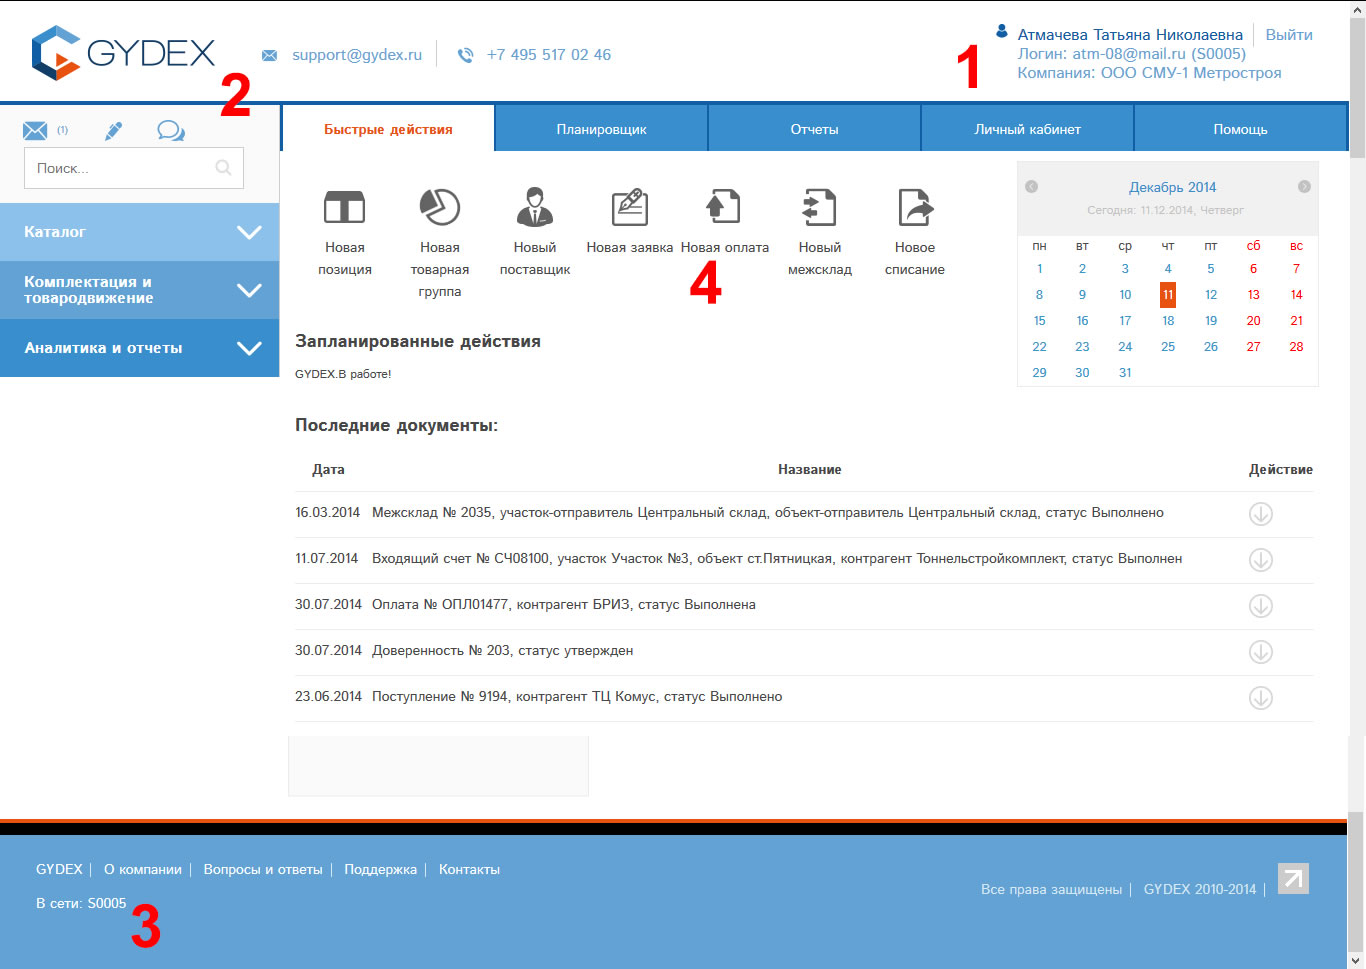 GYDEX
support@gydex.ru
+7 495 517 02 46
1
Атмачева Татьяна Николаевна
Выйти
Логин: atm-08@mail.ru (S0005)
Компания: ООО СМУ-1 Метростроя
2
(1)
Поиск...
Каталог
Комплектация и
товародвижение
Аналитика и отчеты
Быстрые действия
Планировщик
Отчеты
Личный кабинет
Помощь
Новая
позиция
Новая
товарная
группа
Новый
поставщик
Новая заявка
Новая оплата
Новый
межсклад
Новое
списание
4
Декабрь 2014
Сегодня: 11.12.2014, Четверг
пн вт ср чт пт сб вс
1 2 3 4 5 6 7
8 9 10 11 12 13 14
15 16 17 18 19 20 21
22 23 24 25 26 27 28
29 30 31
Запланированные действия
GYDEX.В работе!
Последние документы:
Дата Название Действие
16.03.2014 Межсклад № 2035, участок-отправитель Центральный склад, объект-отправитель Центральный склад, статус Выполнено
11.07.2014 Входящий счет № СЧ08100, участок Участок №3, объект ст.Пятницкая, контрагент Тоннельстройкомплект, статус Выполнен
30.07.2014 Оплата № ОПЛ01477, контрагент БРИЗ, статус Выполнена
30.07.2014 Доверенность № 203, статус утвержден
23.06.2014 Поступление № 9194, контрагент ТЦ Комус, статус Выполнено
GYDEX | О компании | Вопросы и ответы | Поддержка | Контакты
Все права защищены | GYDEX 2010-2014 |
В сети: S0005
3